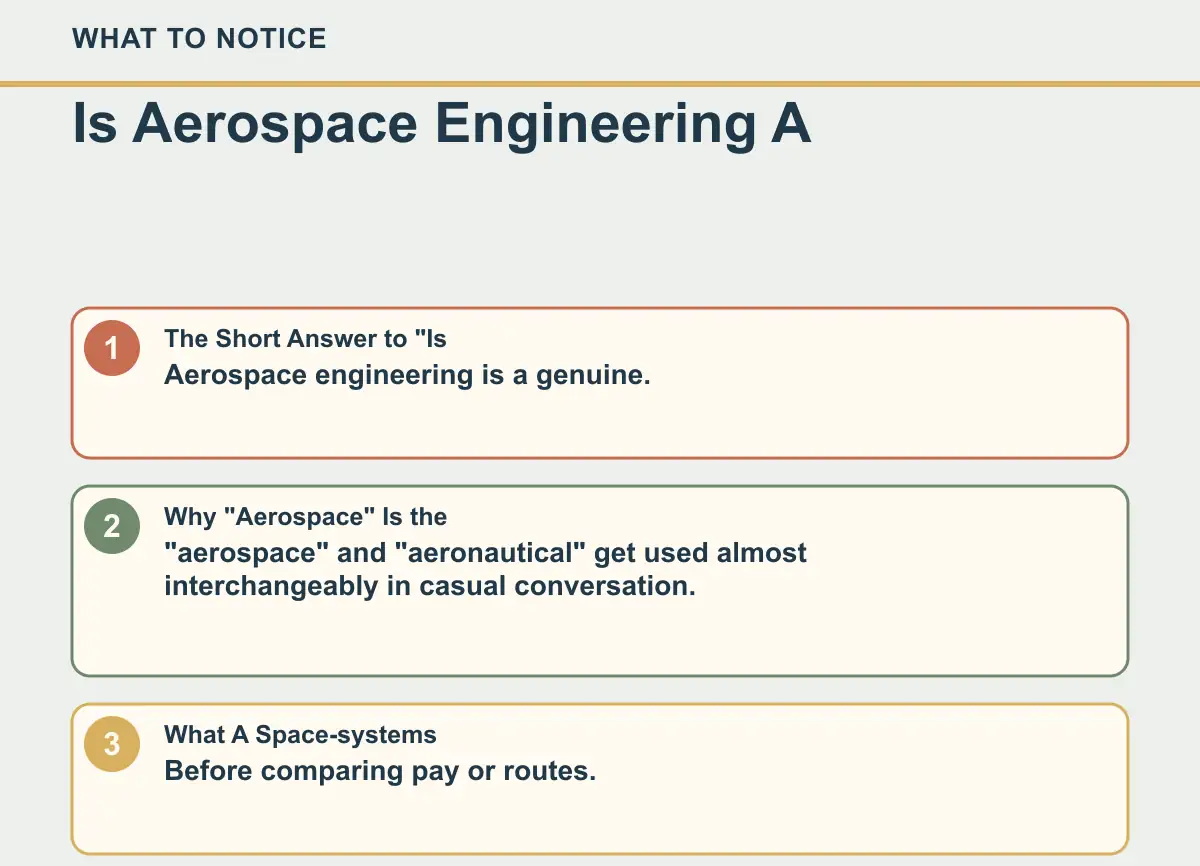 WHAT TO NOTICE
Is Aerospace Engineering A
1
The Short Answer to "Is
Aerospace engineering is a genuine.
2
Why "Aerospace" Is the
"aerospace" and "aeronautical" get used almost
interchangeably in casual conversation.
3
What A Space-systems
Before comparing pay or routes.